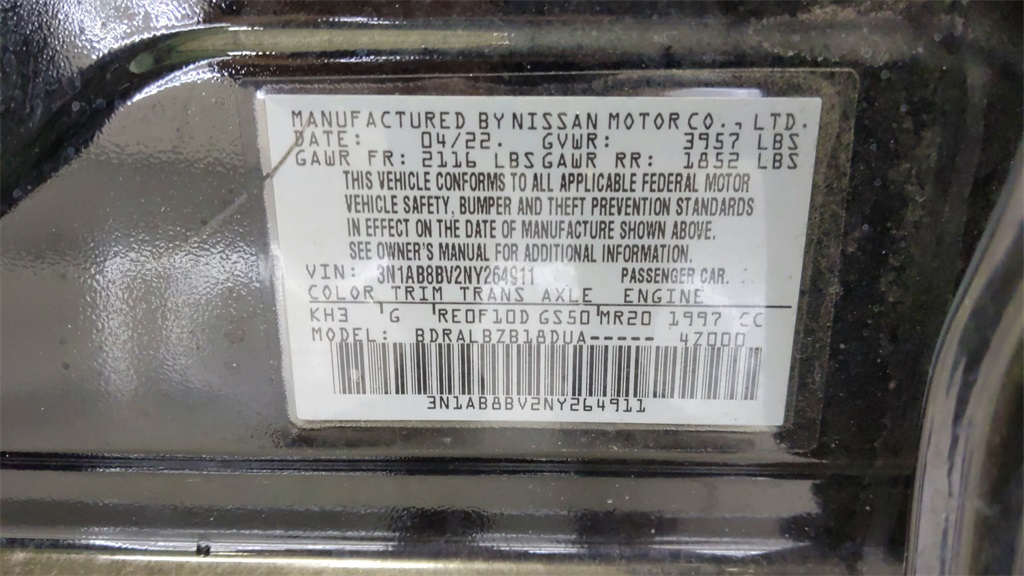 MANUFACTURED BY NISSAN MOTOR CO., LTD.
DATE: 04/22. GVWR: 3957 LBS
GAWR FR: 2116 LBS GAWR RR: 1852 LBS
THIS VEHICLE CONFORMS TO ALL APPLICABLE FEDERAL MOTOR
VEHICLE SAFETY, BUMPER AND THEFT PREVENTION STANDARDS
IN EFFECT ON THE DATE OF MANUFACTURE SHOWN ABOVE.
SEE OWNER'S MANUAL FOR ADDITIONAL INFORMATION.
VIN: 3N1AB8BV2NY264911 PASSENGER CAR.
COLOR TRIM TRANS AXLE ENGINE
KH3 G RE0F10D GS50 MR20 1997 CC
MODEL: BDRALBZB18DUA----- 4Z000
3N1AB8BV2NY264911